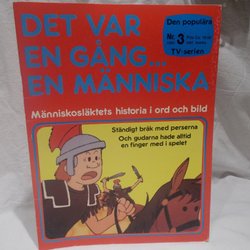 DET VAR
EN GÅNG...
EN MÄNNISKA
Den populära
Nr. 3
TV-serien
Människosläktets historia i ord och bild
Ständigt bråk med perserna
Och gudarna hade alltid
en finger med i spelet